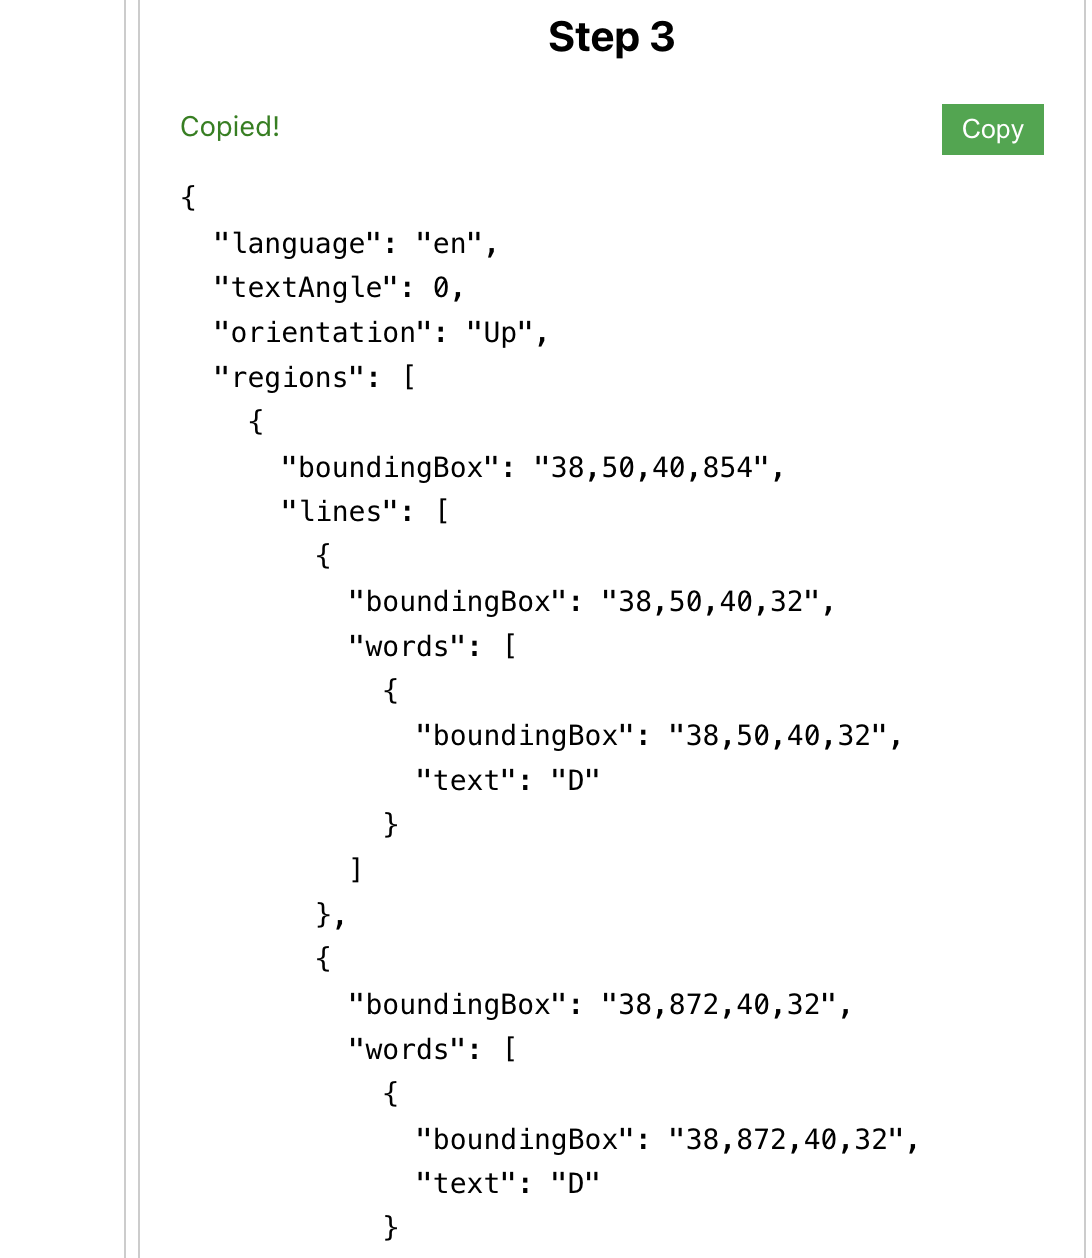 Step 3
Copied!
Copy
{
  "language": "en",
  "textAngle": 0,
  "orientation": "Up",
  "regions": [
    {
      "boundingBox": "38,50,40,854",
      "lines": [
        {
          "boundingBox": "38,50,40,32",
          "words": [
            {
              "boundingBox": "38,50,40,32",
              "text": "D"
            }
          ]
        },
        {
          "boundingBox": "38,872,40,32",
          "words": [
            {
              "boundingBox": "38,872,40,32",
              "text": "D"
            }